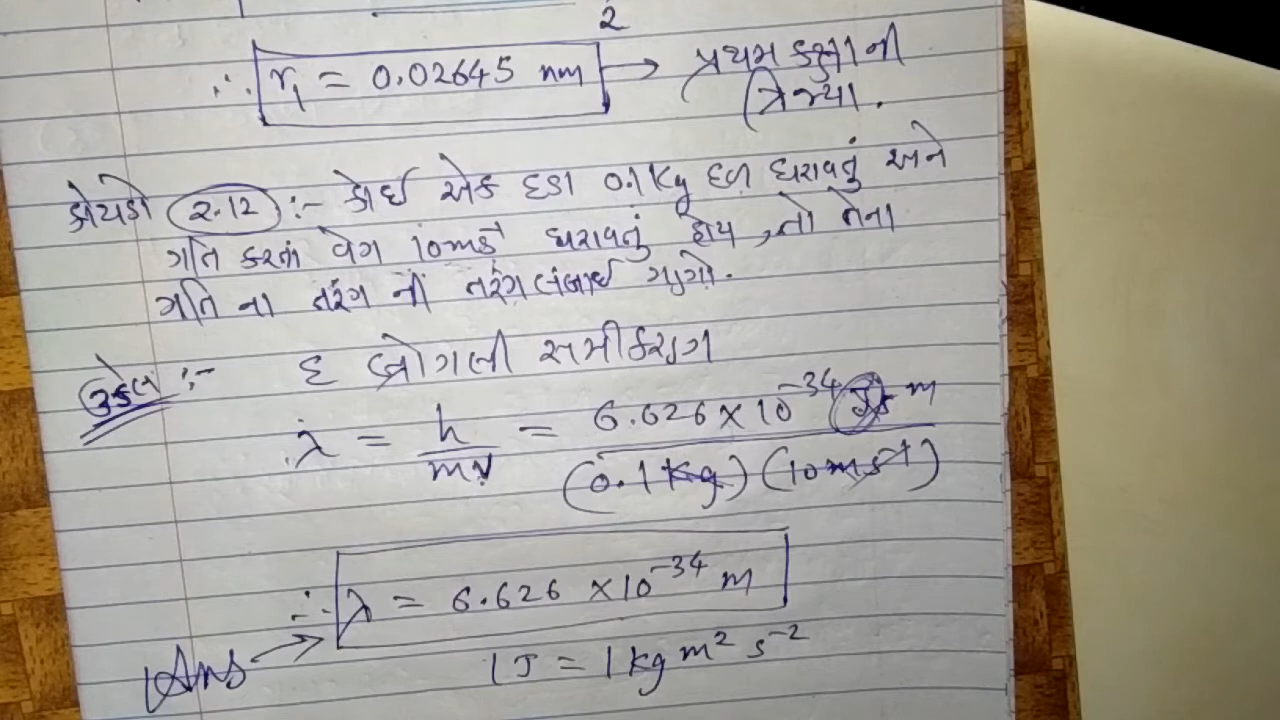 2
∴ r₁ = 0.02645 nm → પ્રથમ કક્ષાની
ત્રિજ્યા.
કોયડો 2.12 :- કોઈ એક દડા 0.1 Kg દળ ધરાવતું અને
ગતિ કરતાં વેગ 10ms⁻¹ ધરાવતું હોય, તો તેના
ગતિ ના તરંગ ની તરંગલંબાઈ ગણો.
ઉકેલ :- દ બ્રોગલી સમીકરણ
λ = h/mv = 6.626 × 10⁻³⁴ Js m / (0.1 kg) (10 ms⁻¹)
∴ λ = 6.626 × 10⁻³⁴ m
Ans → 1 J = 1 kg m² s⁻²